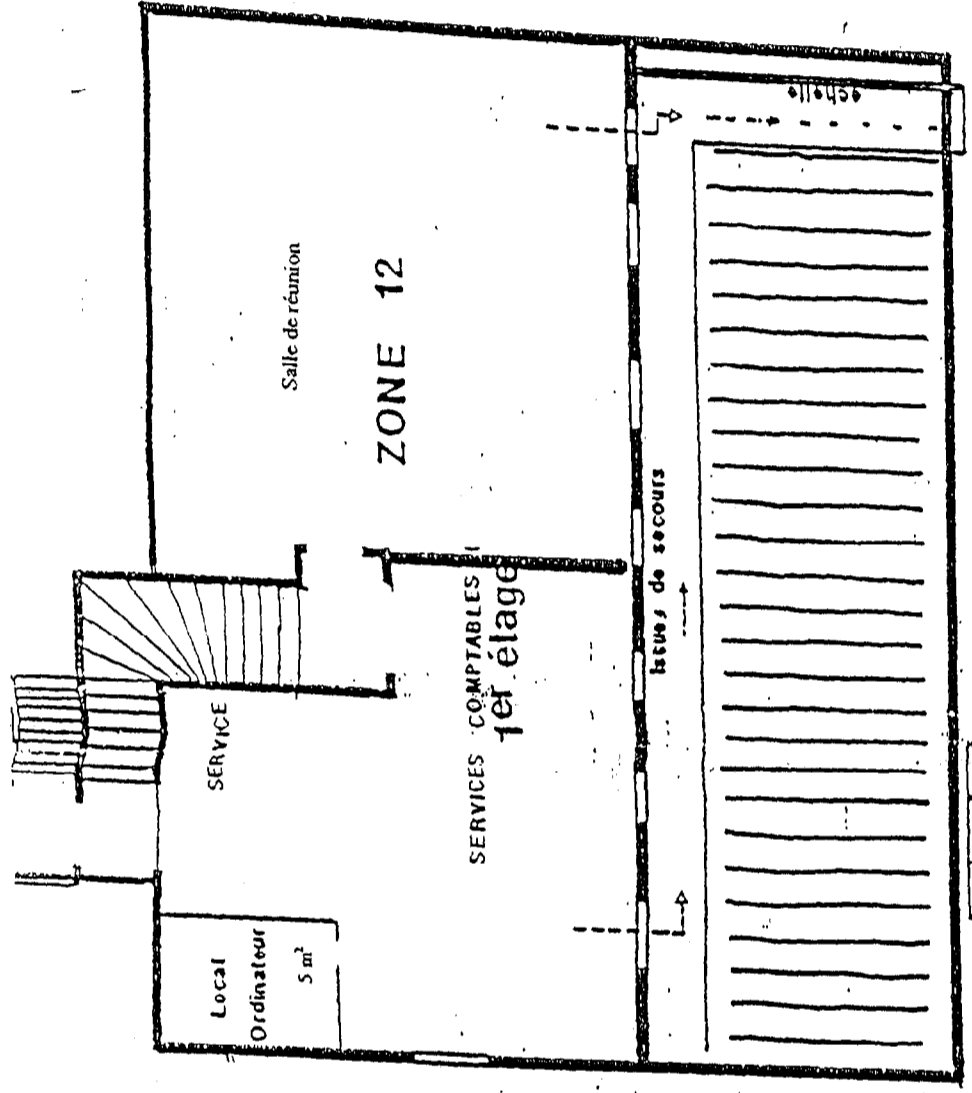 échelle
Salle de réunion
ZONE 12
SERVICE
SERVICES COMPTABLES
1er étage
Issues de secours
Local
Ordinateur
5 m²